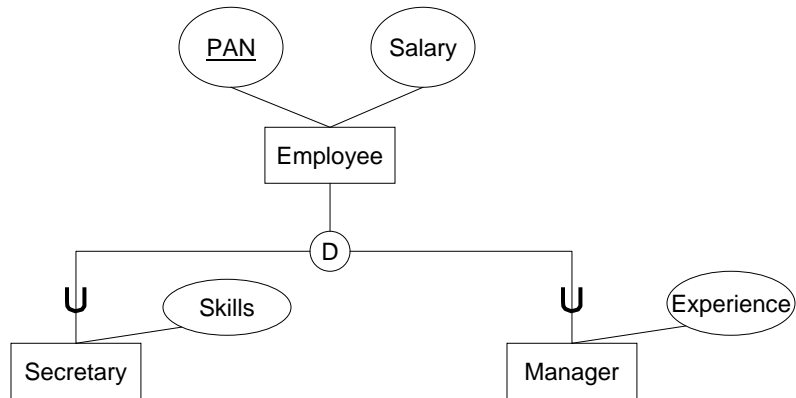 PAN
Salary
Employee
D
Skills
Experience
Secretary
Manager